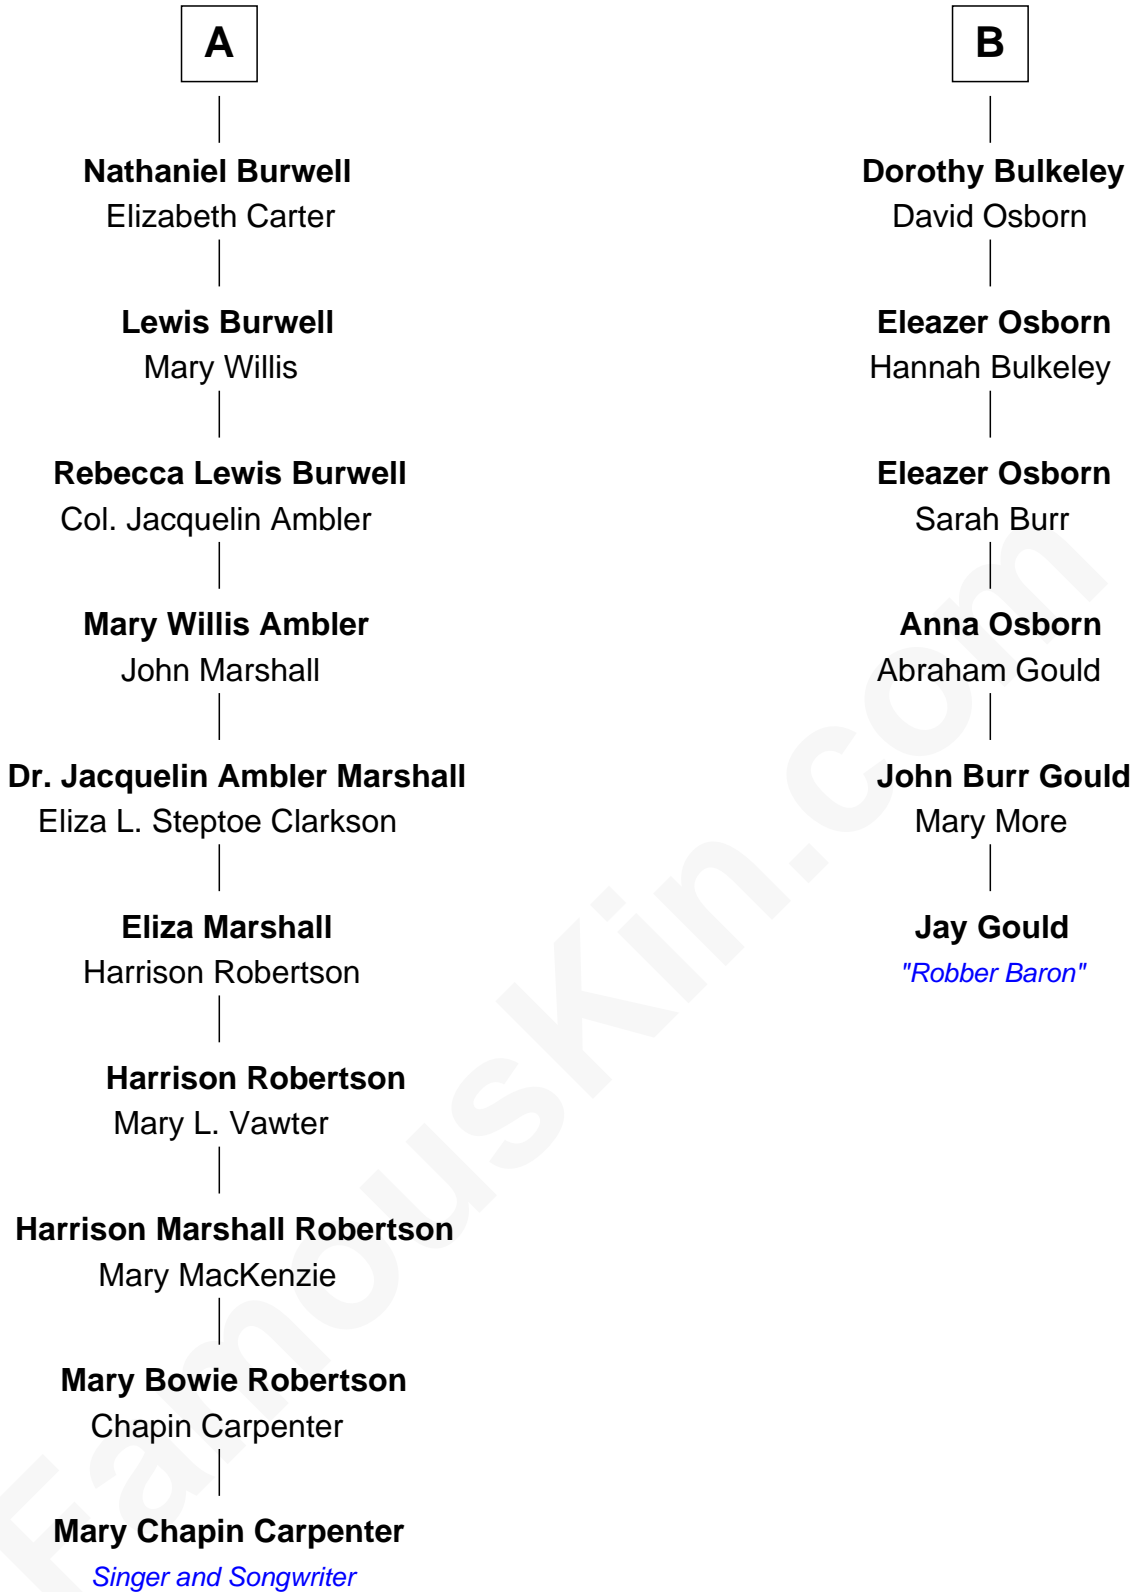 A
Nathaniel Burwell
Elizabeth Carter
Lewis Burwell
Mary Willis
Rebecca Lewis Burwell
Col. Jacquelin Ambler
Mary Willis Ambler
John Marshall
Dr. Jacquelin Ambler Marshall
Eliza L. Steptoe Clarkson
Eliza Marshall
Harrison Robertson
Harrison Robertson
Mary L. Vawter
Harrison Marshall Robertson
Mary MacKenzie
Mary Bowie Robertson
Chapin Carpenter
Mary Chapin Carpenter
Singer and Songwriter
B
Dorothy Bulkeley
David Osborn
Eleazer Osborn
Hannah Bulkeley
Eleazer Osborn
Sarah Burr
Anna Osborn
Abraham Gould
John Burr Gould
Mary More
Jay Gould
"Robber Baron"
FamousKin.com